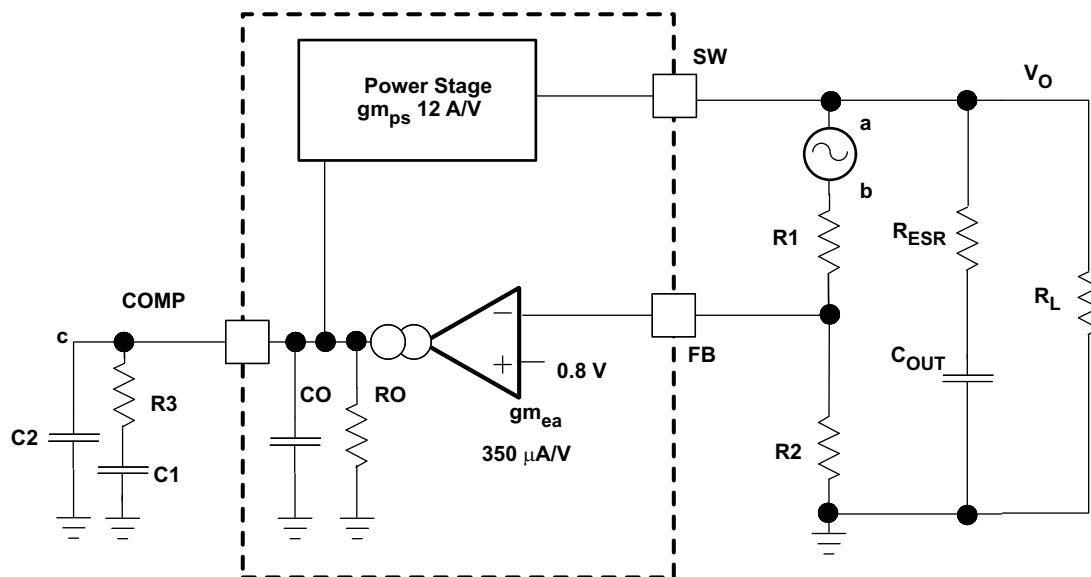 Power Stage
gm_ps 12 A/V
SW
V_O
a
b
R1
R_ESR
R_L
COMP
c
−
+
0.8 V
FB
C_OUT
CO
RO
gm_ea
350 μA/V
R3
C2
C1
R2